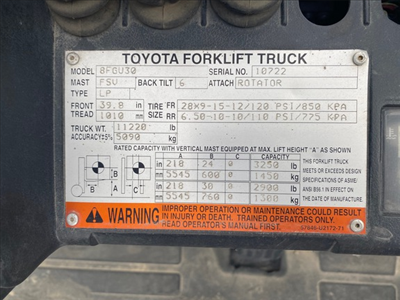 TOYOTA FORKLIFT TRUCK
MODEL 8FGU30 SERIAL NO. 10722
MAST FSV BACK TILT 6 ATTACH ROTATOR
TYPE LP
FRONT 39.8 in TIRE FR 28X9-15-12/120 PSI/850 KPA
TREAD 1010 mm SIZE RR 6.50-10-10/110 PSI/775 KPA
TRUCK WT. 11220 lb
ACCURACY±5% 5090 kg
RATED CAPACITY WITH VERTICAL MAST EQUIPPED AT MAX. LIFT HEIGHT "A" AS SHOWN
A B C CAPACITY
in 218 24 0 3250 lb
mm 5545 600 0 1450 kg
in 218 30 0 2900 lb
mm 5545 760 0 1300 kg
THIS FORKLIFT TRUCK
MEETS OR EXCEEDS DESIGN
SPECIFICATIONS OF
ANSI B56.1 IN EFFECT ON
THE DATE OF MANUFACTURE.
A
B C
WARNING IMPROPER OPERATION OR MAINTENANCE COULD RESULT
IN INJURY OR DEATH. TRAINED OPERATORS ONLY.
READ OPERATOR'S MANUAL FIRST.